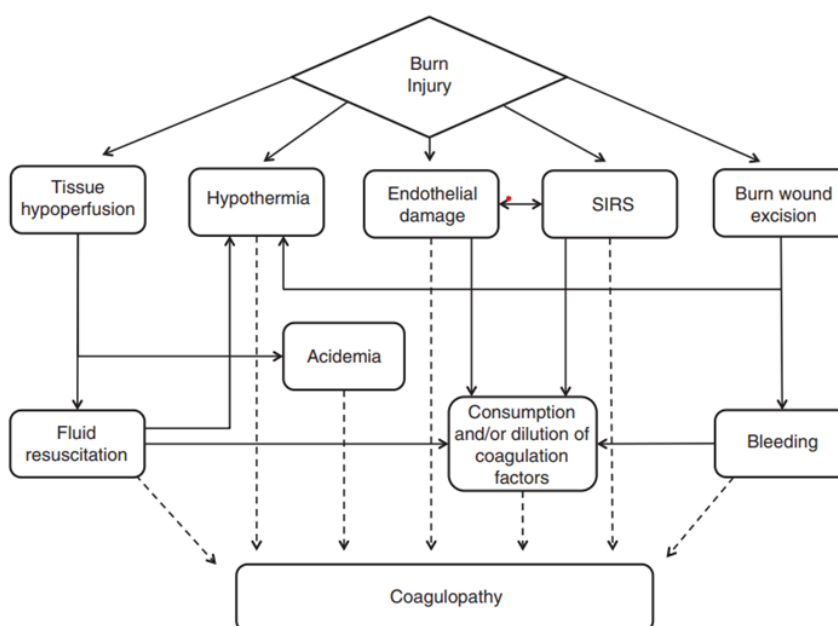 Burn
Injury
Tissue
hypoperfusion
Hypothermia
Endothelial
damage
SIRS
Burn wound
excision
Acidemia
Fluid
resuscitation
Consumption
and/or dilution of
coagulation
factors
Bleeding
Coagulopathy